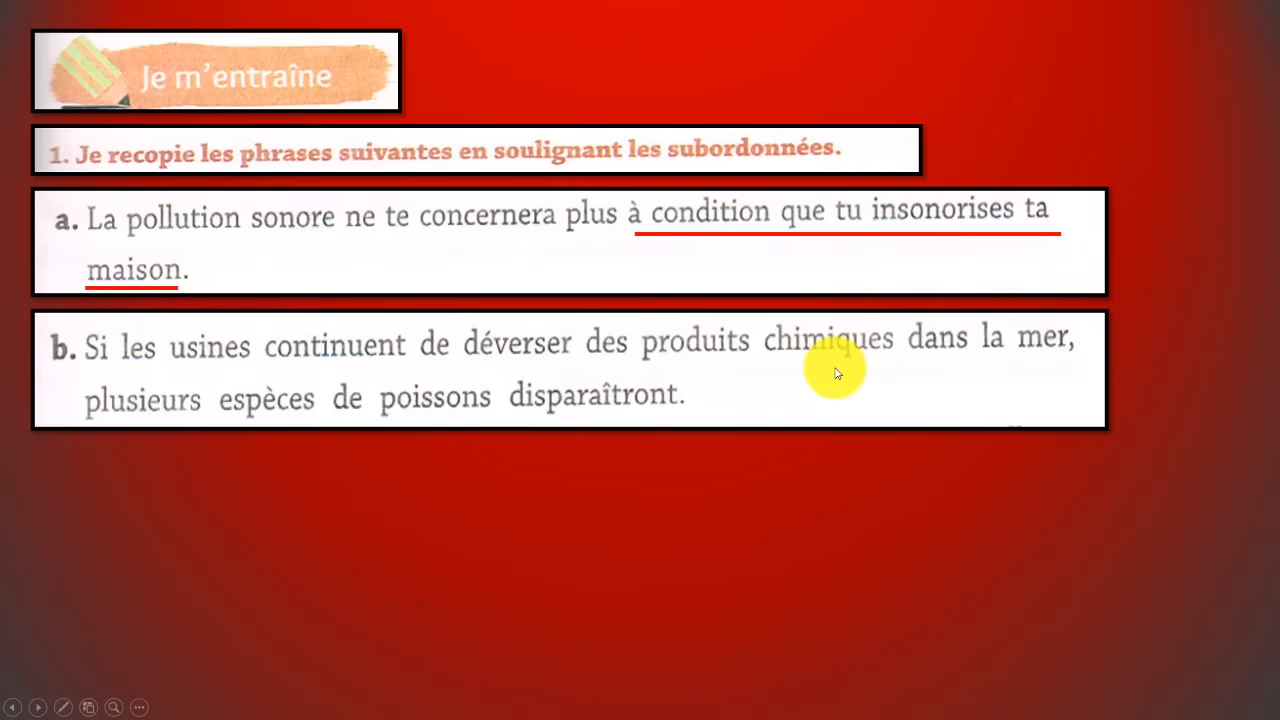 Je m'entraîne
1. Je recopie les phrases suivantes en soulignant les subordonnées.
a. La pollution sonore ne te concernera plus à condition que tu insonorises ta
maison.
b. Si les usines continuent de déverser des produits chimiques dans la mer,
plusieurs espèces de poissons disparaîtront.